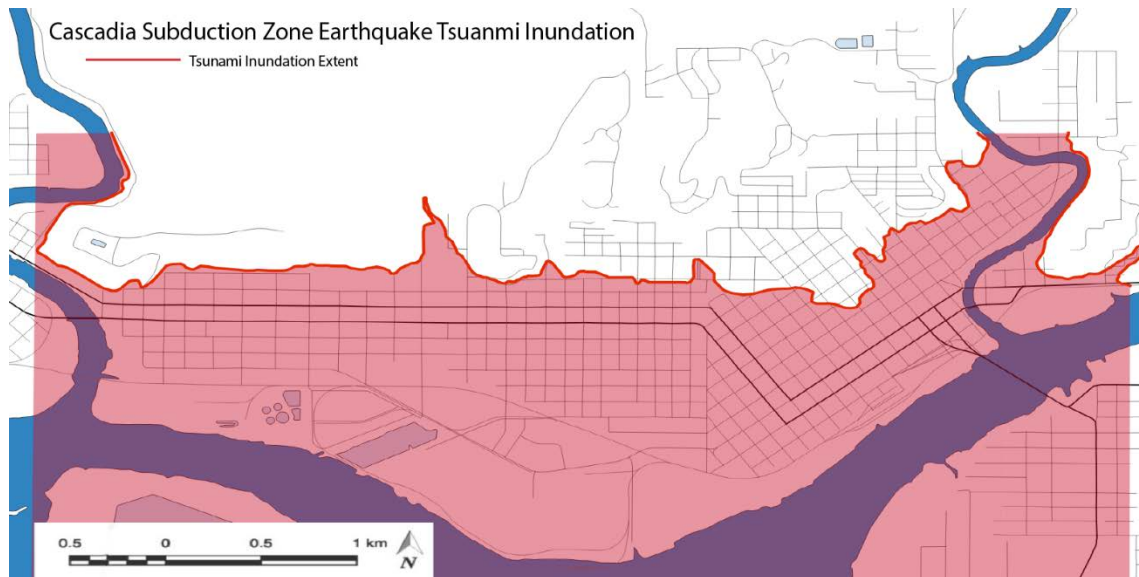 Cascadia Subduction Zone Earthquake Tsuanmi Inundation
Tsunami Inundation Extent
0.5 0 0.5 1 km
N